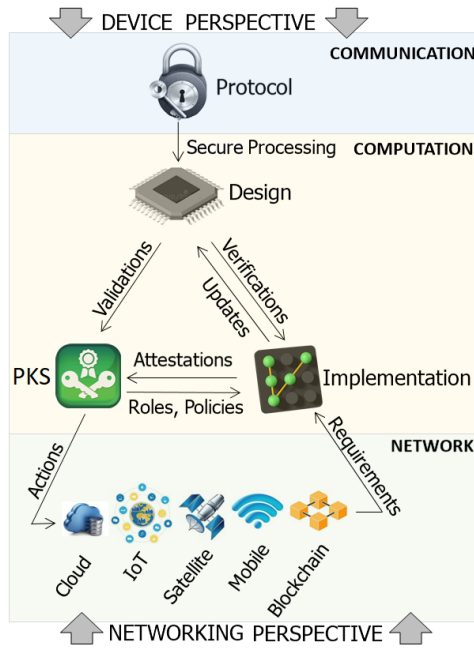 DEVICE PERSPECTIVE
COMMUNICATION
Protocol
Secure Processing
COMPUTATION
Design
Validations
Verifications
Updates
PKS
Attestations
Roles, Policies
Implementation
NETWORK
Actions
Requirements
Cloud
IoT
Satellite
Mobile
Blockchain
NETWORKING PERSPECTIVE